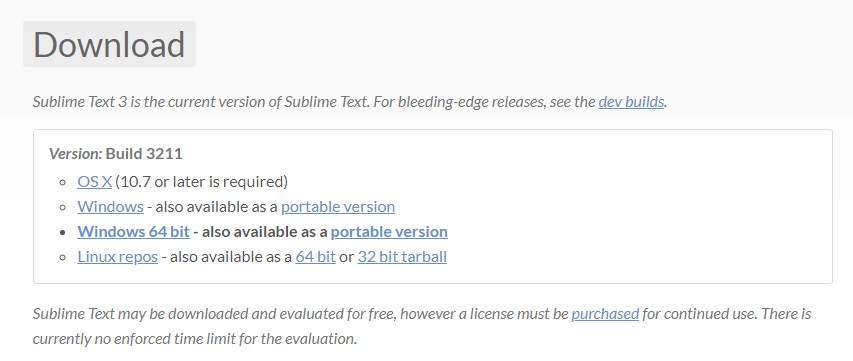 Download
Sublime Text 3 is the current version of Sublime Text. For bleeding-edge releases, see the dev builds.
Version: Build 3211
OS X (10.7 or later is required)
Windows - also available as a portable version
Windows 64 bit - also available as a portable version
Linux repos - also available as a 64 bit or 32 bit tarball
Sublime Text may be downloaded and evaluated for free, however a license must be purchased for continued use. There is
currently no enforced time limit for the evaluation.